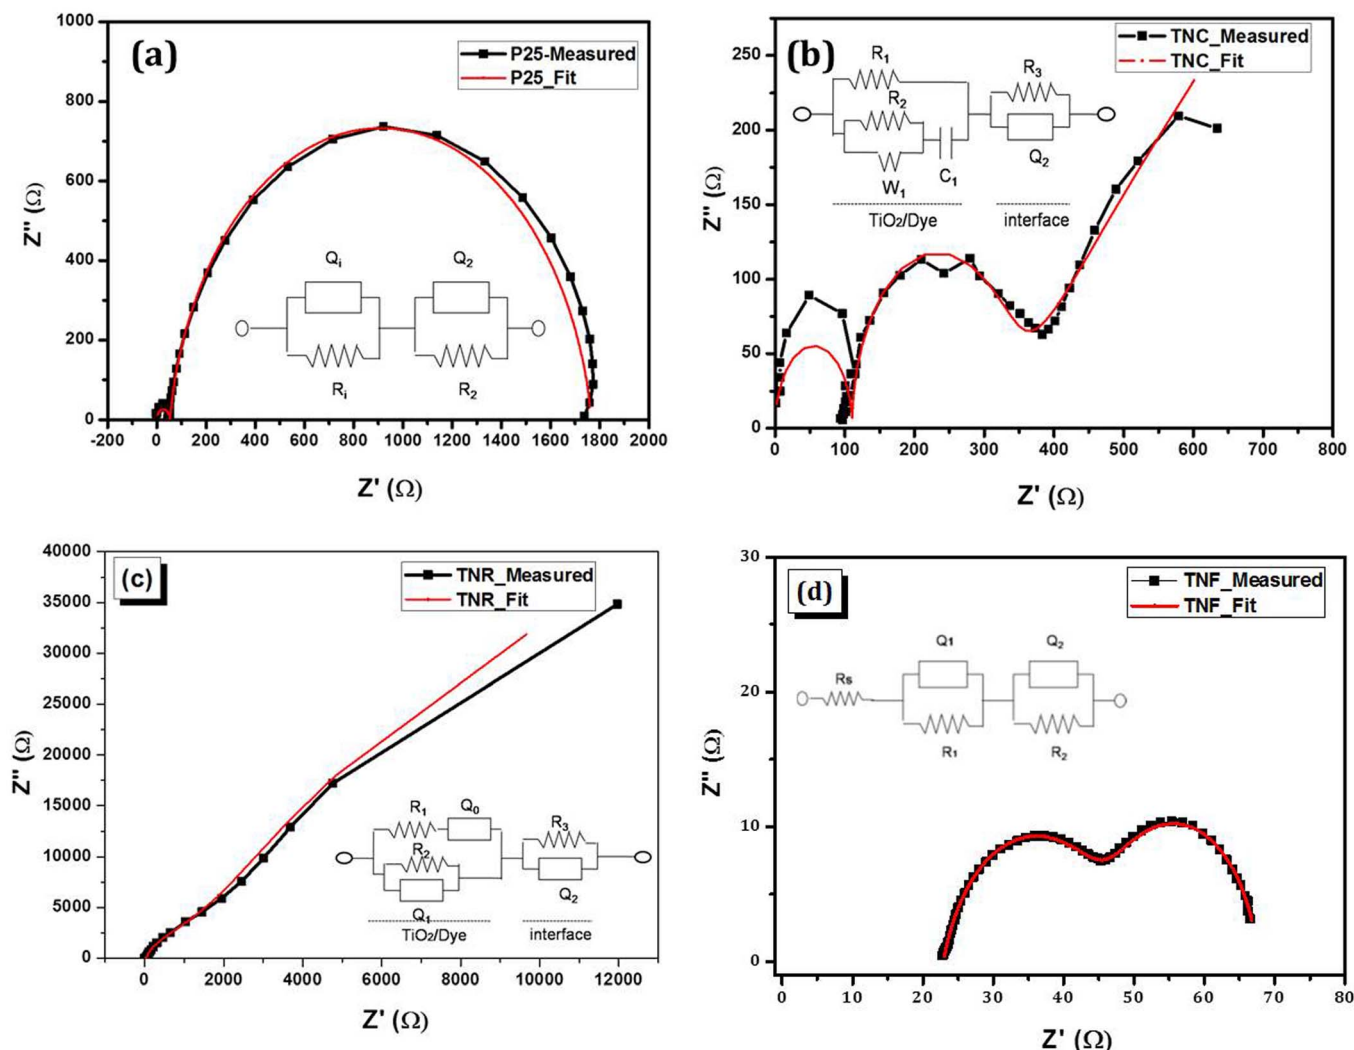 (a)
P25-Measured
P25_Fit
1000
800
600
400
200
0
Z'' (Ω)
Qi
Q2
Ri
R2
-200 0 200 400 600 800 1000 1200 1400 1600 1800 2000
Z' (Ω)
(b)
TNC_Measured
TNC_Fit
250
200
150
100
50
0
Z'' (Ω)
R1
R2
R3
W1
C1
Q2
TiO2/Dye
interface
0 100 200 300 400 500 600 700 800
Z' (Ω)
(c)
TNR_Measured
TNR_Fit
40000
35000
30000
25000
20000
15000
10000
5000
0
Z'' (Ω)
R1
Q0
R2
R3
Q1
Q2
TiO2/Dye
interface
0 2000 4000 6000 8000 10000 12000
Z' (Ω)
(d)
TNF_Measured
TNF_Fit
30
20
10
0
Z'' (Ω)
Rs
Q1
Q2
R1
R2
0 10 20 30 40 50 60 70 80
Z' (Ω)